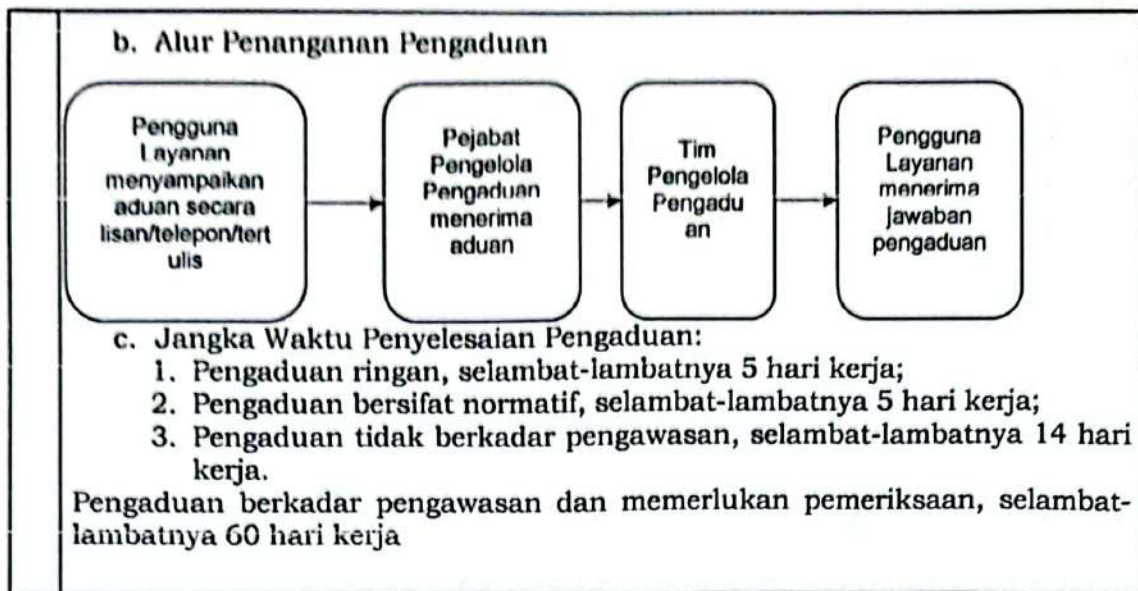 b. Alur Penanganan Pengaduan
Pengguna
Layanan
menyampaikan
aduan secara
lisan/telepon/tert
ulis
Pejabat
Pengelola
Pengaduan
menerima
aduan
Tim
Pengelola
Pengadu
an
Pengguna
Layanan
menerima
jawaban
pengaduan
c. Jangka Waktu Penyelesaian Pengaduan:
1. Pengaduan ringan, selambat-lambatnya 5 hari kerja;
2. Pengaduan bersifat normatif, selambat-lambatnya 5 hari kerja;
3. Pengaduan tidak berkadar pengawasan, selambat-lambatnya 14 hari
kerja.
Pengaduan berkadar pengawasan dan memerlukan pemeriksaan, selambat-
lambatnya 60 hari kerja